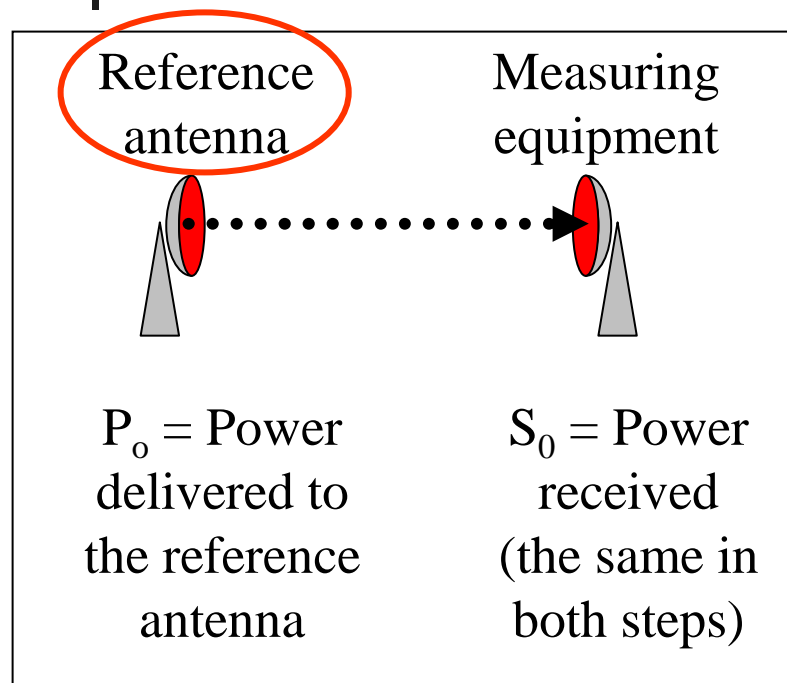 Reference
antenna
Measuring
equipment
Pₒ = Power
delivered to
the reference
antenna
S₀ = Power
received
(the same in
both steps)